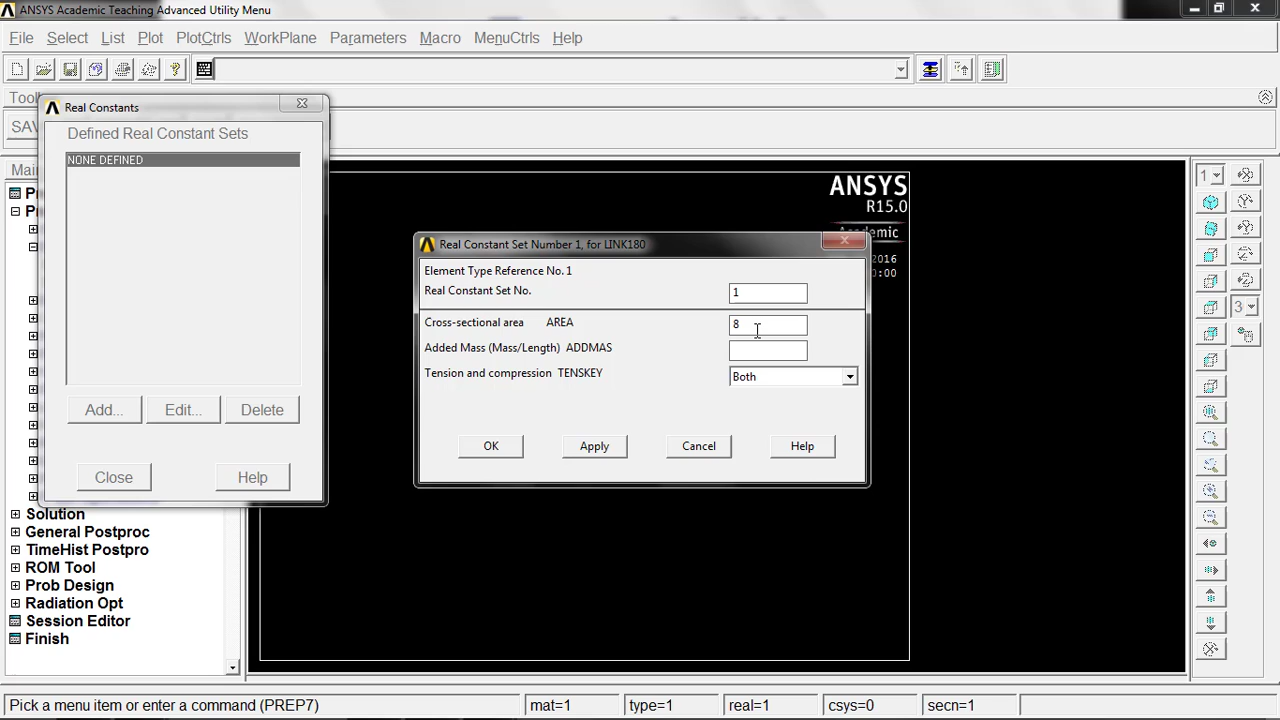 ANSYS Academic Teaching Advanced Utility Menu
File Select List Plot PlotCtrls WorkPlane Parameters Macro MenuCtrls Help
Real Constants
Defined Real Constant Sets
NONE DEFINED
Add... Edit... Delete
Close Help
ANSYS
R15.0
Academic
2016
Real Constant Set Number 1, for LINK180
Element Type Reference No. 1
Real Constant Set No. 1
Cross-sectional area AREA 8
Added Mass (Mass/Length) ADDMAS
Tension and compression TENSKEY Both
OK Apply Cancel Help
1
3
Solution
General Postproc
TimeHist Postpro
ROM Tool
Prob Design
Radiation Opt
Session Editor
Finish
Pick a menu item or enter a command (PREP7) mat=1 type=1 real=1 csys=0 secn=1